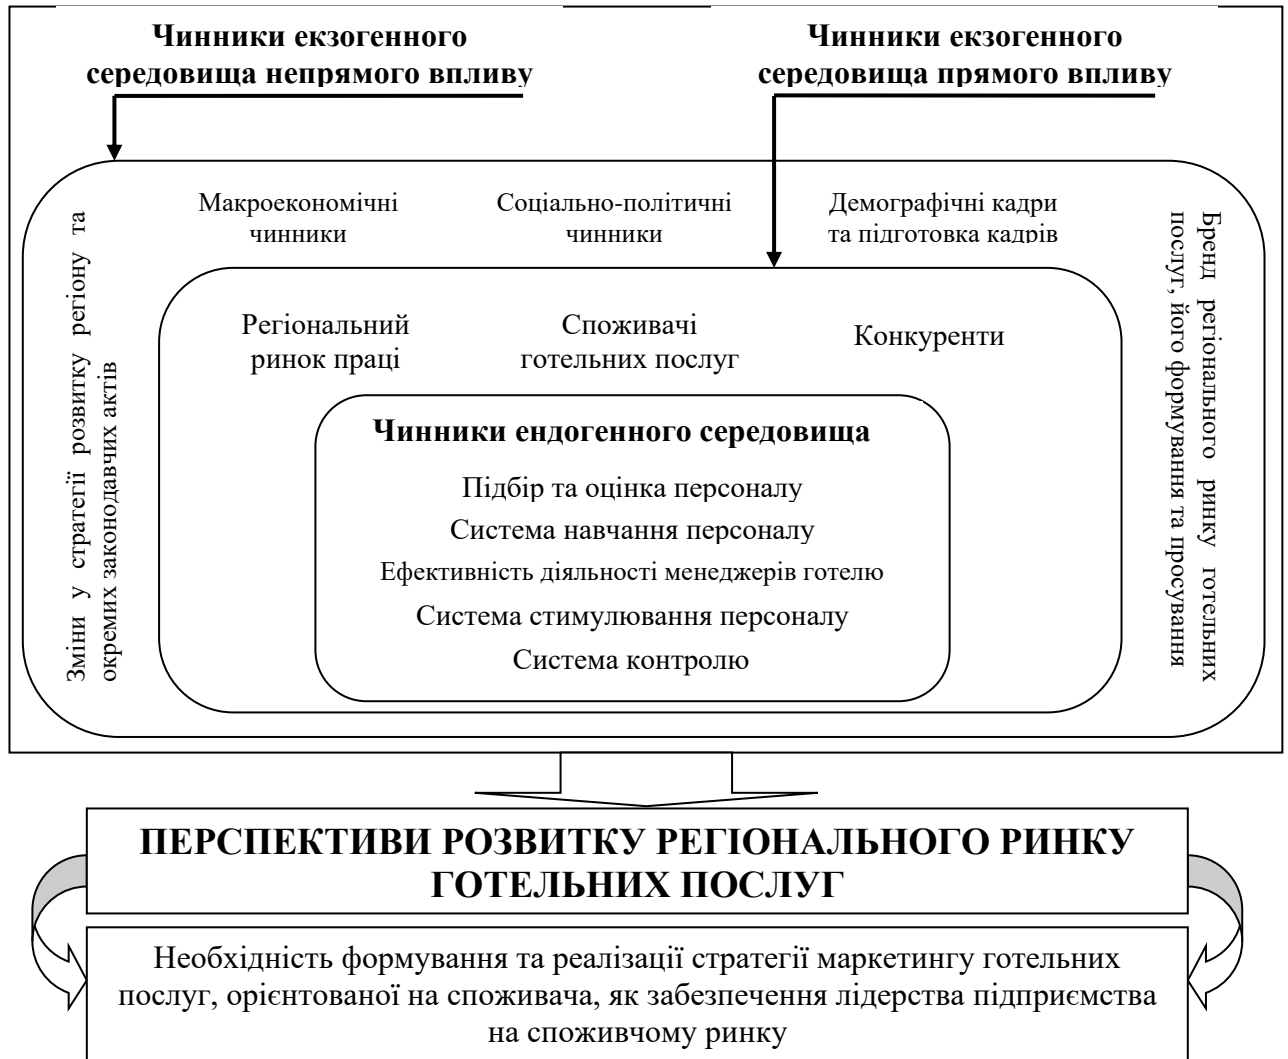 Чинники екзогенного
середовища непрямого впливу
Чинники екзогенного
середовища прямого впливу
Макроекономічні
чинники
Соціально-політичні
чинники
Демографічні кадри
та підготовка кадрів
Зміни у стратегії розвитку регіону та
окремих законодавчих актів
Бренд регіонального ринку готельних
послуг, його формування та просування
Регіональний
ринок праці
Споживачі
готельних послуг
Конкуренти
Чинники ендогенного середовища
Підбір та оцінка персоналу
Система навчання персоналу
Ефективність діяльності менеджерів готелю
Система стимулювання персоналу
Система контролю
ПЕРСПЕКТИВИ РОЗВИТКУ РЕГІОНАЛЬНОГО РИНКУ
ГОТЕЛЬНИХ ПОСЛУГ
Необхідність формування та реалізації стратегії маркетингу готельних
послуг, орієнтованої на споживача, як забезпечення лідерства підприємства
на споживчому ринку